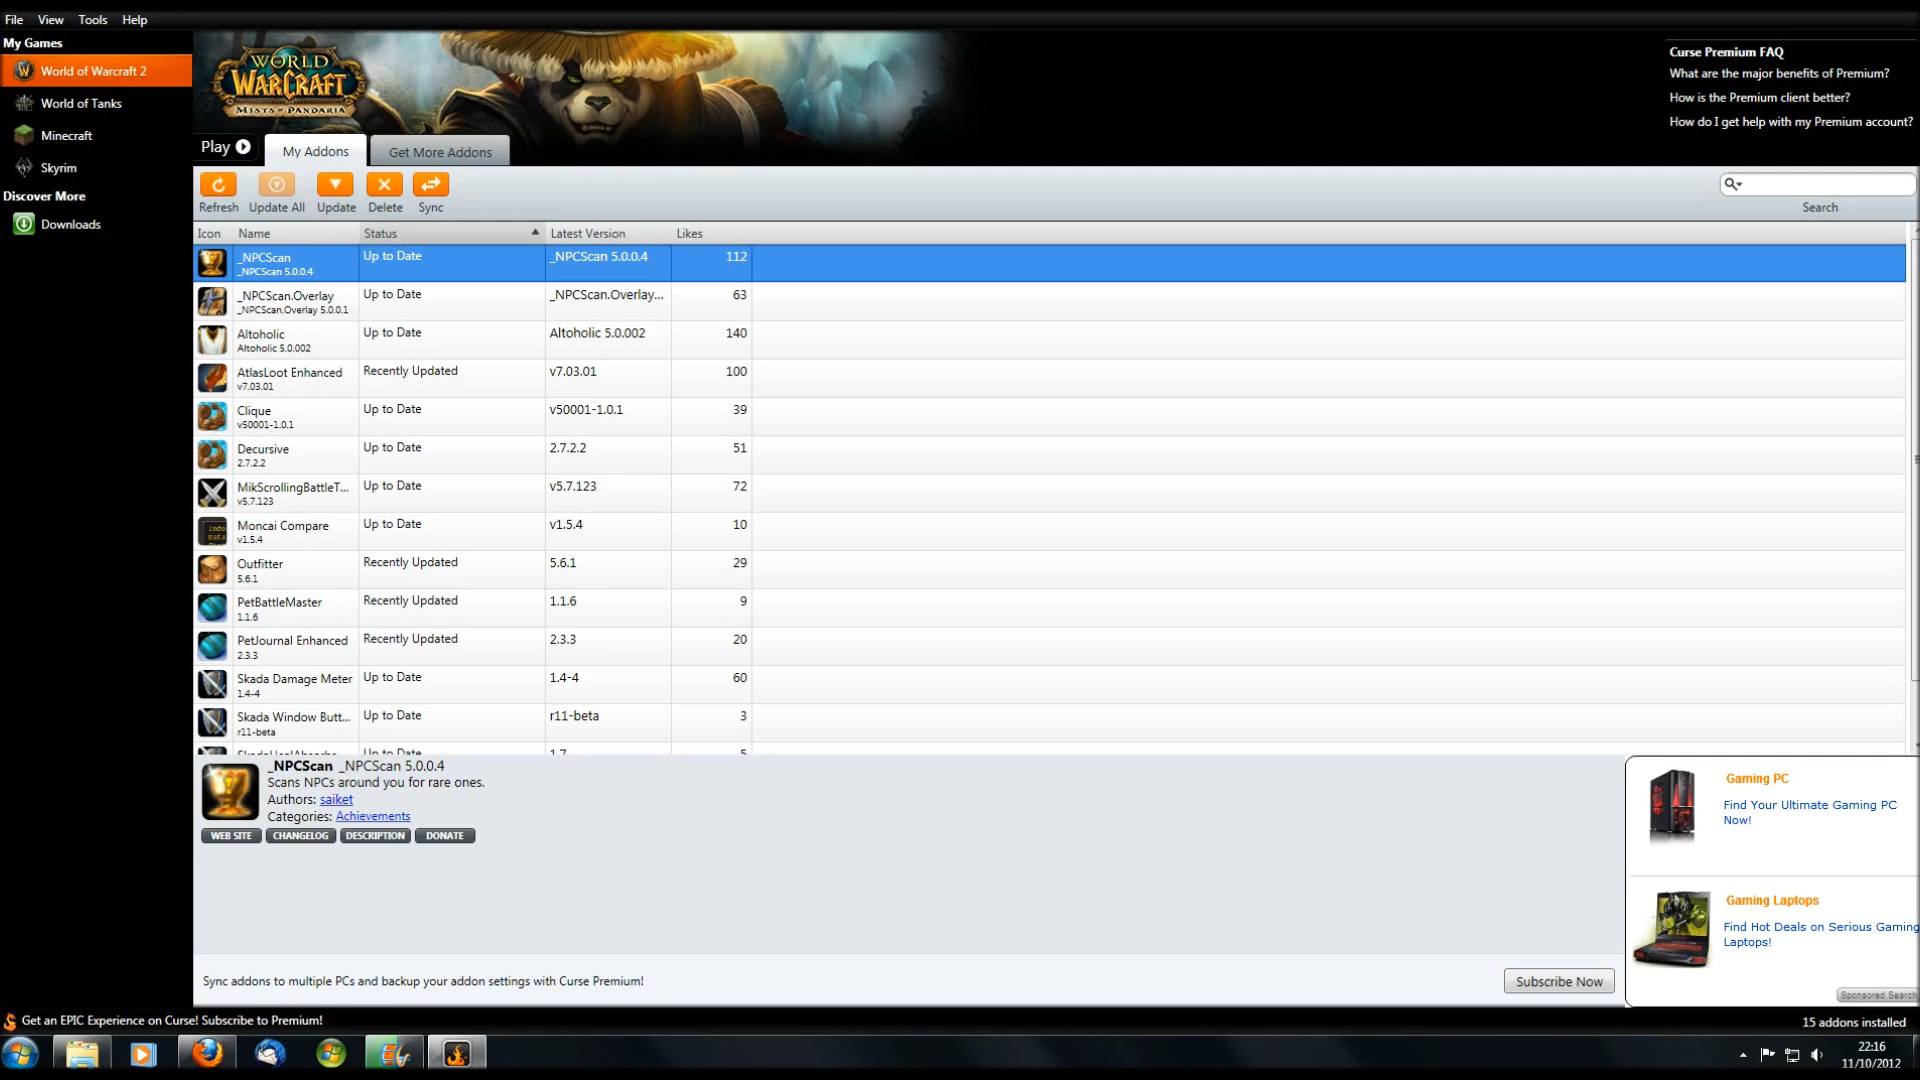 File View Tools Help
My Games
World of Warcraft 2
World of Tanks
Minecraft
Skyrim
Discover More
Downloads
WORLD
OF
WARCRAFT
MISTS OF PANDARIA
Curse Premium FAQ
What are the major benefits of Premium?
How is the Premium client better?
How do I get help with my Premium account?
Play My Addons Get More Addons
Refresh Update All Update Delete Sync Search
Icon Name Status Latest Version Likes
_NPCScan Up to Date _NPCScan 5.0.0.4 112
_NPCScan 5.0.0.4
_NPCScan.Overlay Up to Date _NPCScan.Overlay... 63
_NPCScan.Overlay 5.0.0.1
Altoholic Up to Date Altoholic 5.0.002 140
Altoholic 5.0.002
AtlasLoot Enhanced Recently Updated v7.03.01 100
v7.03.01
Clique Up to Date v50001-1.0.1 39
v50001-1.0.1
Decursive Up to Date 2.7.2.2 51
2.7.2.2
MikScrollingBattleT... Up to Date v5.7.123 72
v5.7.123
Moncai Compare Up to Date v1.5.4 10
v1.5.4
Outfitter Recently Updated 5.6.1 29
5.6.1
PetBattleMaster Recently Updated 1.1.6 9
1.1.6
PetJournal Enhanced Recently Updated 2.3.3 20
2.3.3
Skada Damage Meter Up to Date 1.4-4 60
1.4-4
Skada Window Butt... Up to Date r11-beta 3
r11-beta
Up to Date 1.7 5
_NPCScan _NPCScan 5.0.0.4
Scans NPCs around you for rare ones.
Authors: saiket
Categories: Achievements
WEB SITE CHANGELOG DESCRIPTION DONATE
Gaming PC
Find Your Ultimate Gaming PC
Now!
Gaming Laptops
Find Hot Deals on Serious Gaming
Laptops!
Sponsored Search
Sync addons to multiple PCs and backup your addon settings with Curse Premium! Subscribe Now
Get an EPIC Experience on Curse! Subscribe to Premium! 15 addons installed
22:16
11/10/2012